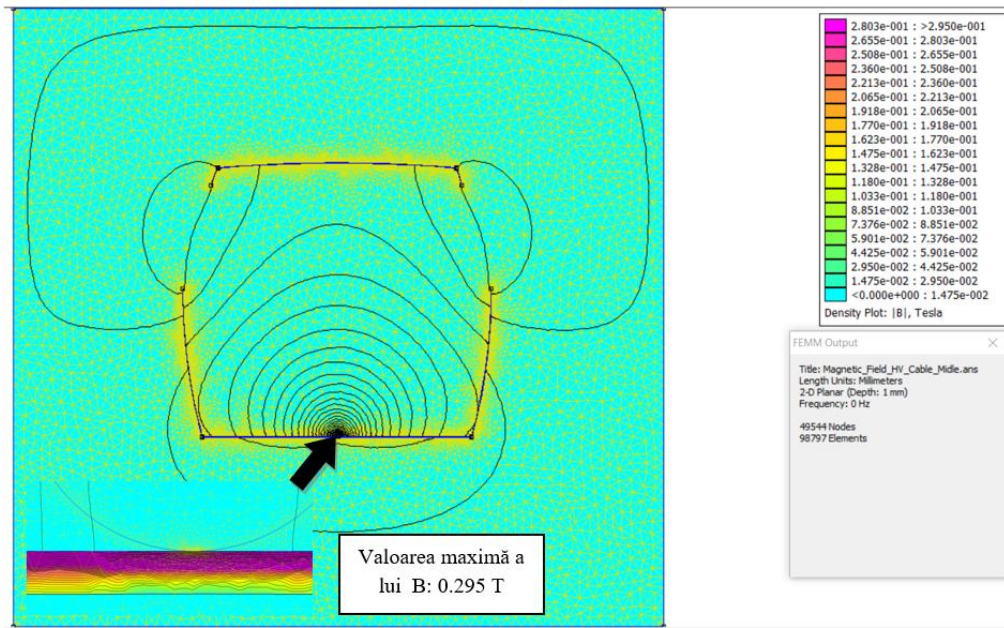 2.803e-001 : >2.950e-001
2.655e-001 : 2.803e-001
2.508e-001 : 2.655e-001
2.360e-001 : 2.508e-001
2.213e-001 : 2.360e-001
2.065e-001 : 2.213e-001
1.918e-001 : 2.065e-001
1.770e-001 : 1.918e-001
1.623e-001 : 1.770e-001
1.475e-001 : 1.623e-001
1.328e-001 : 1.475e-001
1.180e-001 : 1.328e-001
1.033e-001 : 1.180e-001
8.851e-002 : 1.033e-001
7.376e-002 : 8.851e-002
5.901e-002 : 7.376e-002
4.425e-002 : 5.901e-002
2.950e-002 : 4.425e-002
1.475e-002 : 2.950e-002
<0.000e+000 : 1.475e-002
Density Plot: |B|, Tesla
FEMM Output
Title: Magnetic_Field_HV_Cable_Midle.ans
Length Units: Millimeters
2-D Planar (Depth: 1 mm)
Frequency: 0 Hz
49544 Nodes
98797 Elements
Valoarea maximă a
lui B: 0.295 T